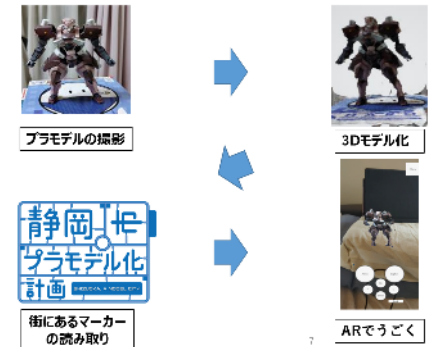 プラモデルの撮影
3Dモデル化
静岡市
プラモデル化
計画
街にあるマーカー
の読み取り
ARでうごく
7